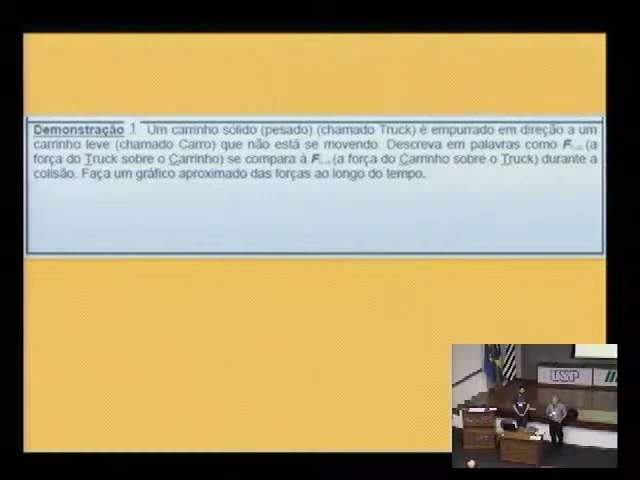 Demonstração 1 Um carrinho sólido (pesado) (chamado Truck) é empurrado em direção a um
carrinho leve (chamado Carro) que não está se movendo. Descreva em palavras como F (a
força do Truck sobre o Carrinho) se compara à F (a força do Carrinho sobre o Truck) durante a
colisão. Faça um gráfico aproximado das forças ao longo do tempo.
USP